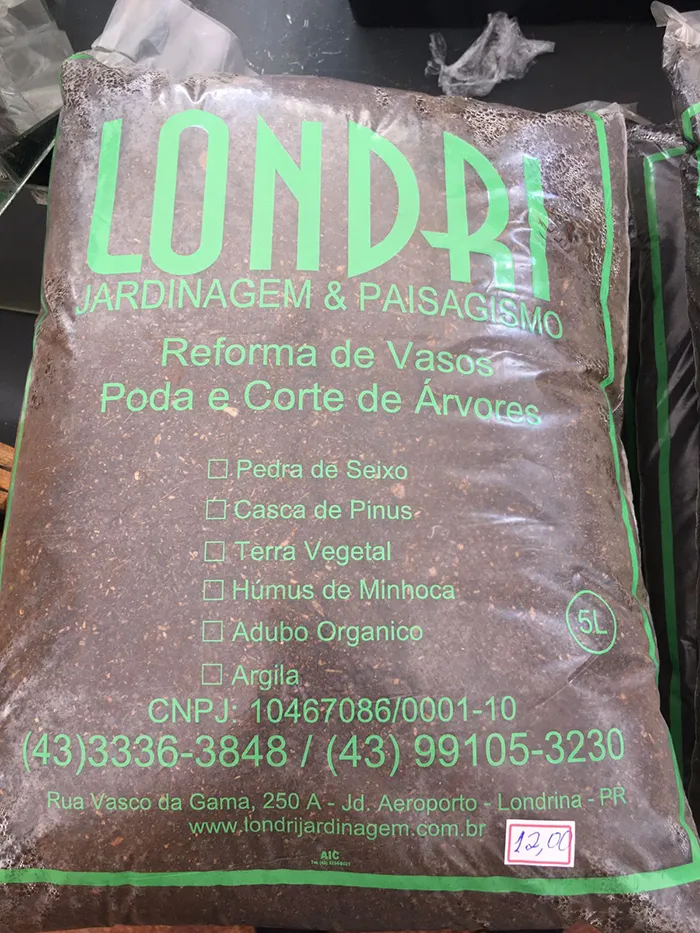 LONDRI
JARDINAGEM & PAISAGISMO
Reforma de Vasos
Poda e Corte de Árvores
Pedra de Seixo
Casca de Pinus
Terra Vegetal
Húmus de Minhoca
Adubo Organico
Argila
5L
CNPJ: 10467086/0001-10
(43)3336-3848 / (43) 99105-3230
Rua Vasco da Gama, 250 A - Jd. Aeroporto - Londrina - PR
www.londrijardinagem.com.br
12,00
AIC